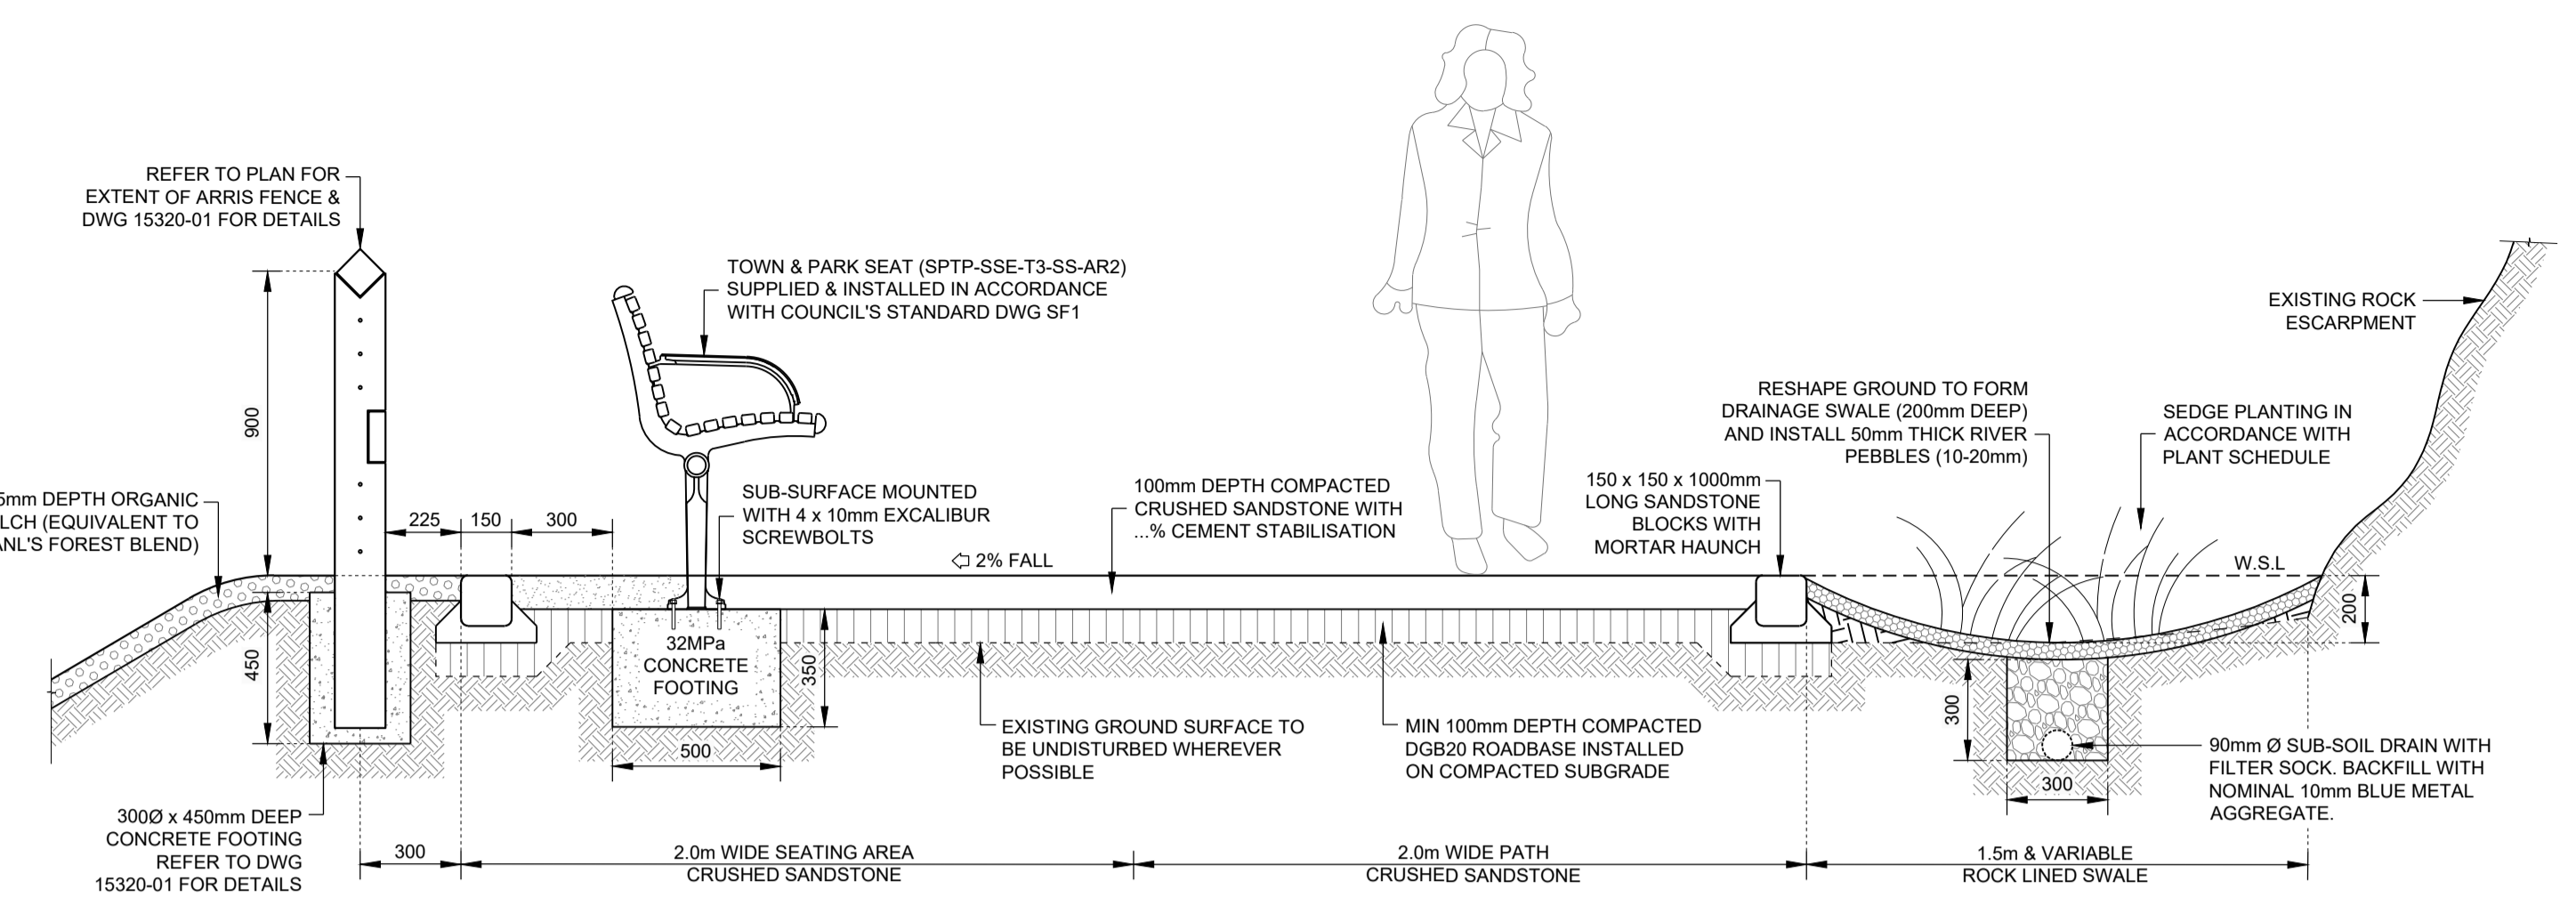 REFER TO PLAN FOR
EXTENT OF ARRIS FENCE &
DWG 15320-01 FOR DETAILS
TOWN & PARK SEAT (SPTP-SSE-T3-SS-AR2)
SUPPLIED & INSTALLED IN ACCORDANCE
WITH COUNCIL'S STANDARD DWG SF1
EXISTING ROCK
ESCARPMENT
RESHAPE GROUND TO FORM
DRAINAGE SWALE (200mm DEEP)
AND INSTALL 50mm THICK RIVER
PEBBLES (10-20mm)
SEDGE PLANTING IN
ACCORDANCE WITH
PLANT SCHEDULE
900
5mm DEPTH ORGANIC
LCH (EQUIVALENT TO
ANL'S FOREST BLEND)
225
150
300
SUB-SURFACE MOUNTED
WITH 4 x 10mm EXCALIBUR
SCREWBOLTS
100mm DEPTH COMPACTED
CRUSHED SANDSTONE WITH
...% CEMENT STABILISATION
150 x 150 x 1000mm
LONG SANDSTONE
BLOCKS WITH
MORTAR HAUNCH
2% FALL
W.S.L
200
450
32MPa
CONCRETE
FOOTING
350
500
EXISTING GROUND SURFACE TO
BE UNDISTURBED WHEREVER
POSSIBLE
MIN 100mm DEPTH COMPACTED
DGB20 ROADBASE INSTALLED
ON COMPACTED SUBGRADE
300
300
90mm Ø SUB-SOIL DRAIN WITH
FILTER SOCK. BACKFILL WITH
NOMINAL 10mm BLUE METAL
AGGREGATE.
300Ø x 450mm DEEP
CONCRETE FOOTING
REFER TO DWG
15320-01 FOR DETAILS
300
2.0m WIDE SEATING AREA
CRUSHED SANDSTONE
2.0m WIDE PATH
CRUSHED SANDSTONE
1.5m & VARIABLE
ROCK LINED SWALE